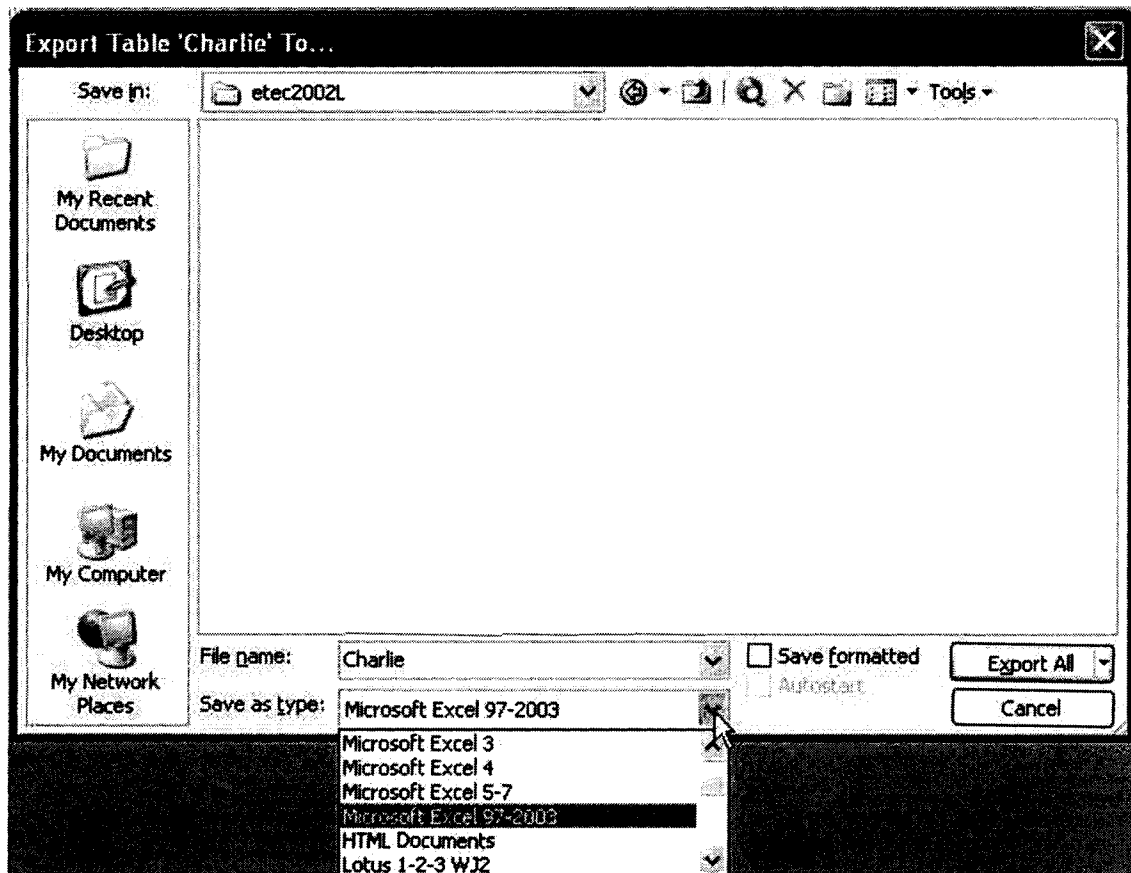 Export Table 'Charlie' To...
Save in:
etec2002L
Tools
My Recent
Documents
Desktop
My Documents
My Computer
My Network
Places
File name:
Charlie
Save formatted
Export All
Autostart
Save as type:
Microsoft Excel 97-2003
Cancel
Microsoft Excel 3
Microsoft Excel 4
Microsoft Excel 5-7
Microsoft Excel 97-2003
HTML Documents
Lotus 1-2-3 WJ2